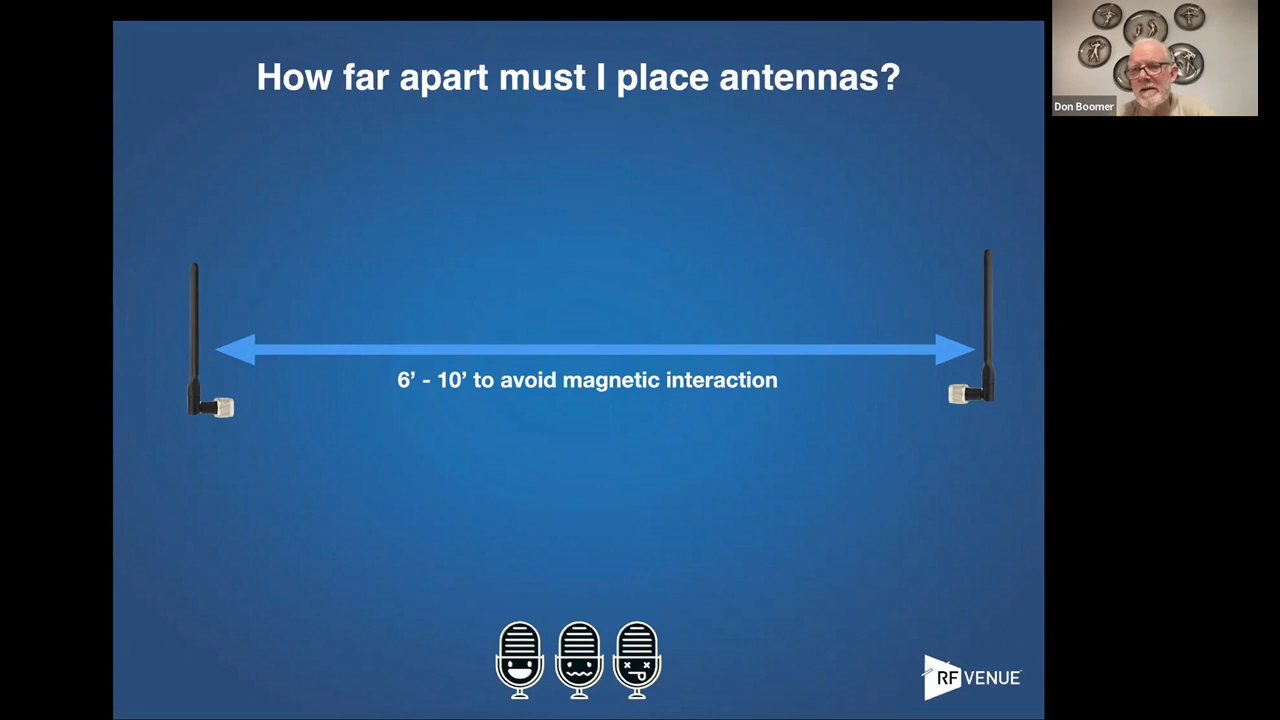 How far apart must I place antennas?
Don Boomer
6’ - 10’ to avoid magnetic interaction
RF VENUE